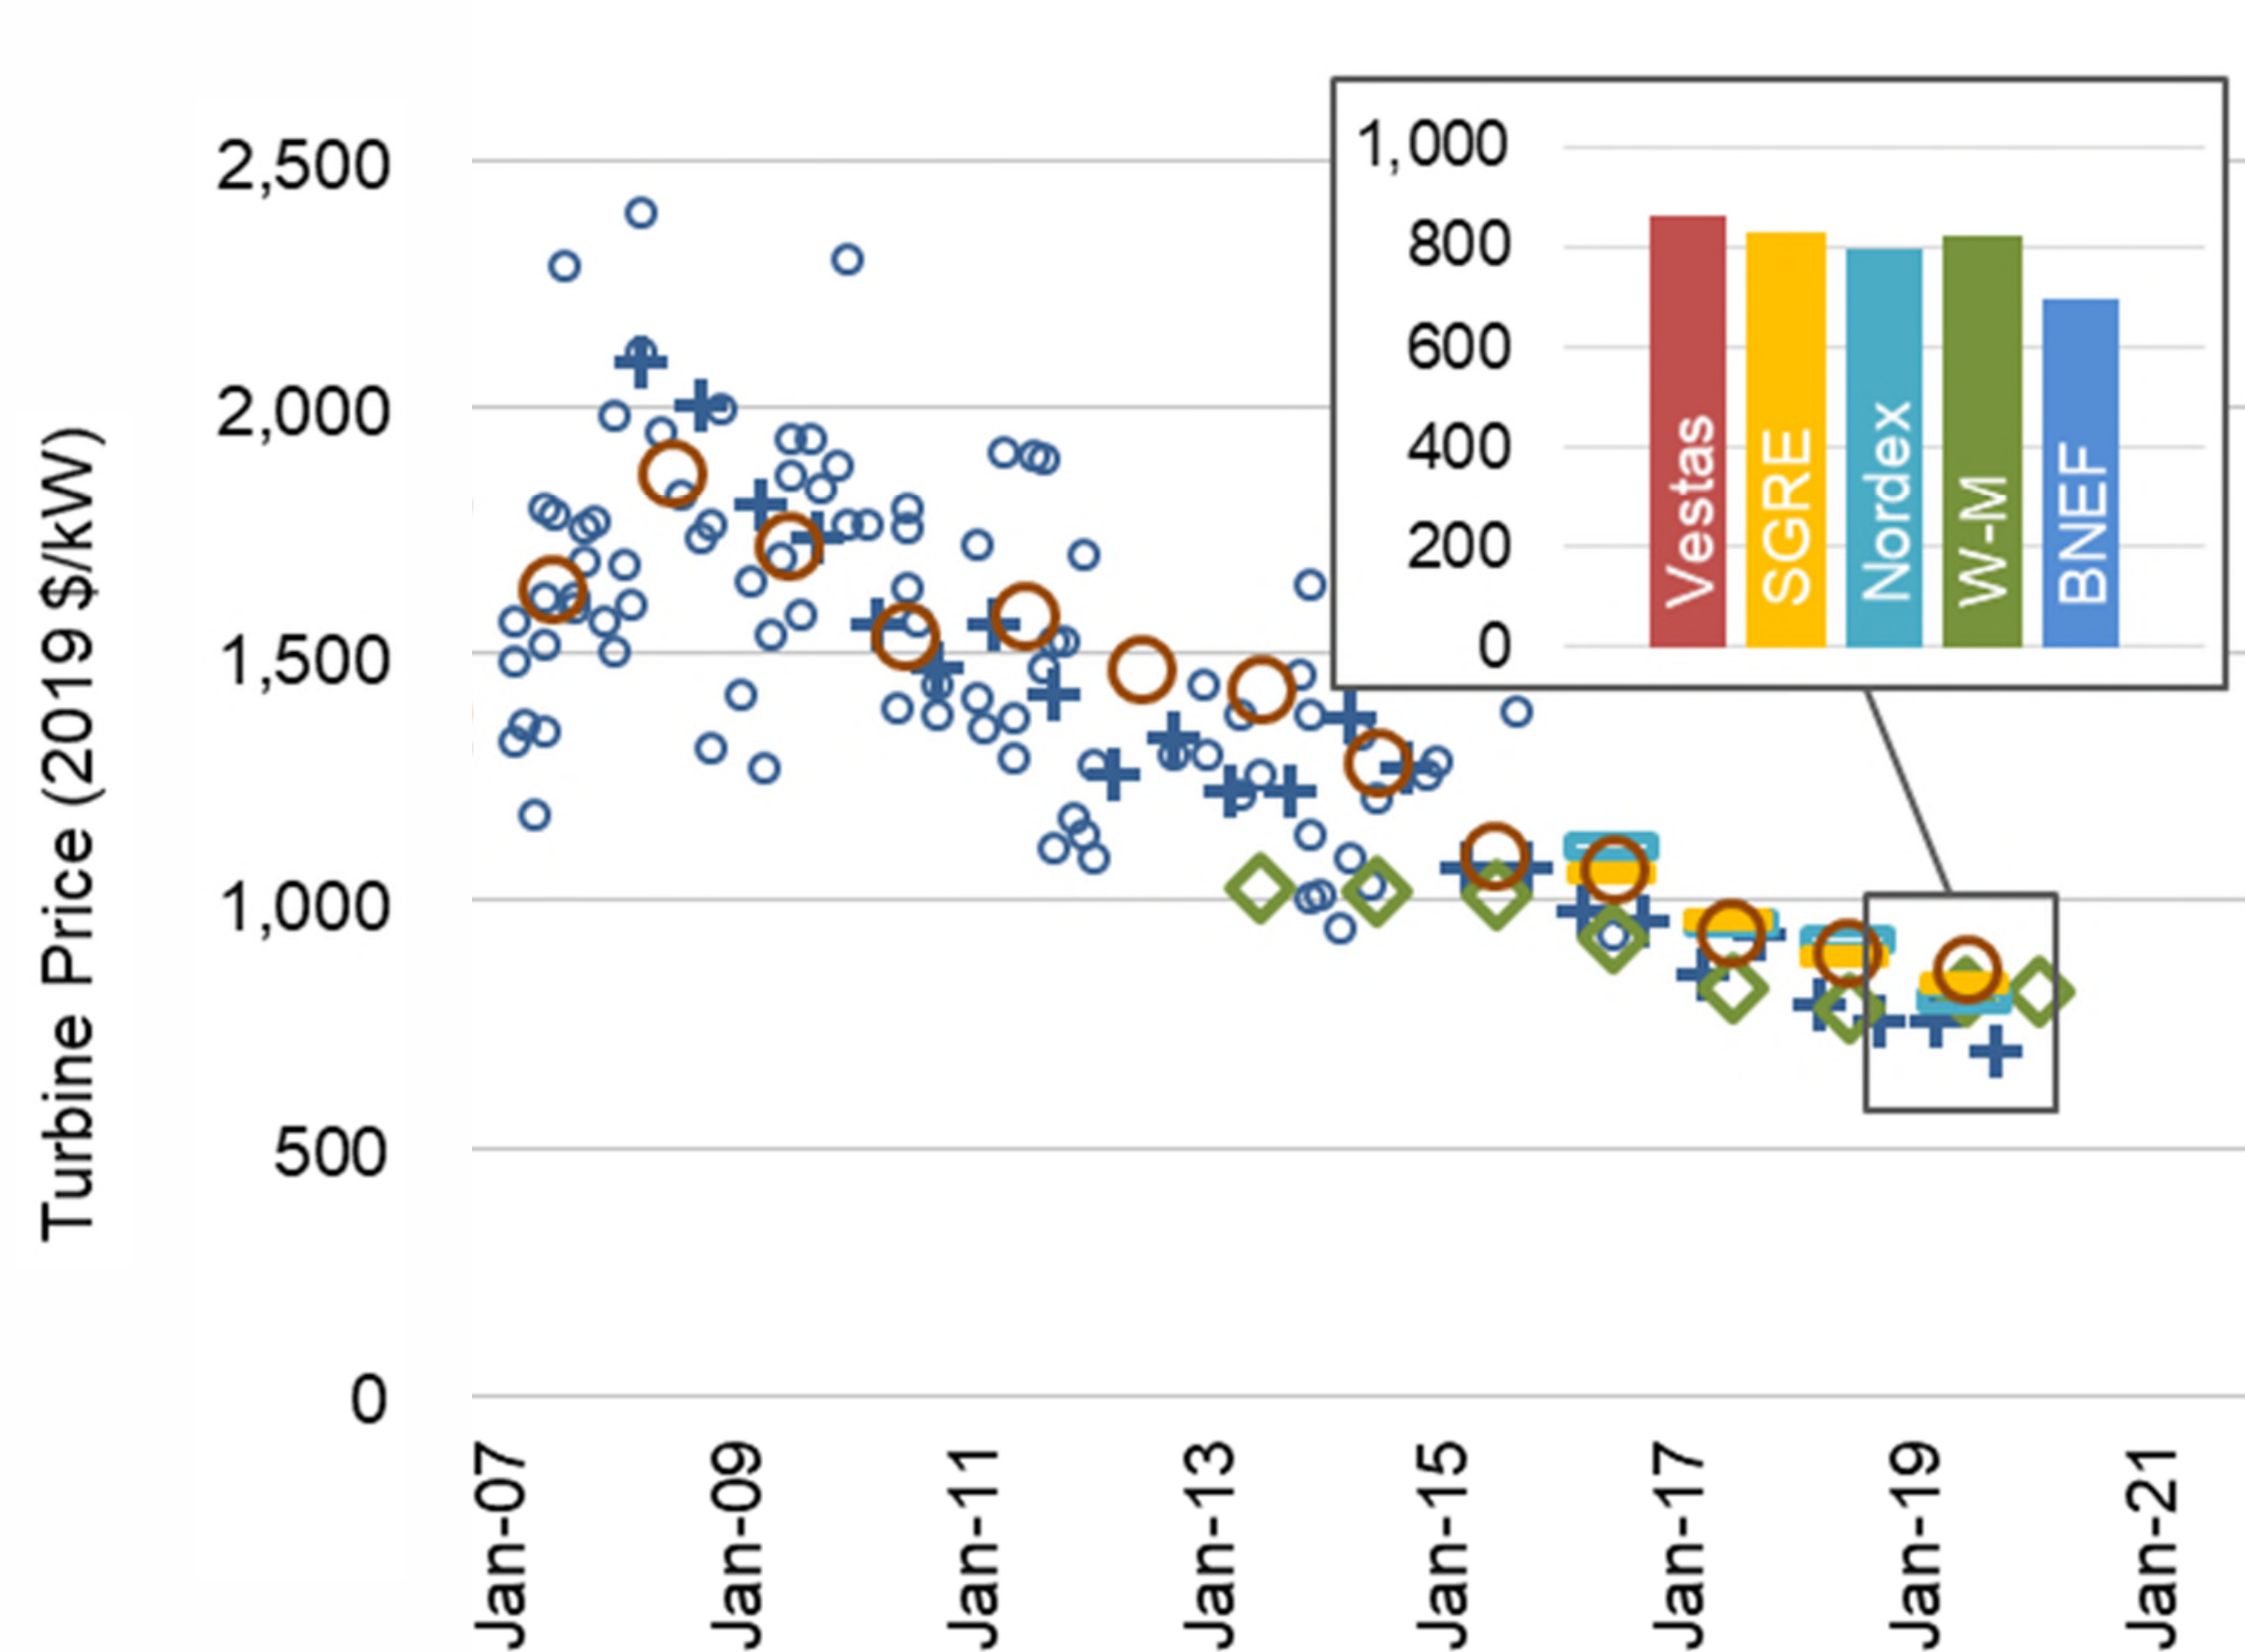 Turbine Price (2019 $/kW)
2,500
2,000
1,500
1,000
500
0
1,000
800
600
400
200
0
Vestas
SGRE
Nordex
W-M
BNEF
Jan-07
Jan-09
Jan-11
Jan-13
Jan-15
Jan-17
Jan-19
Jan-21